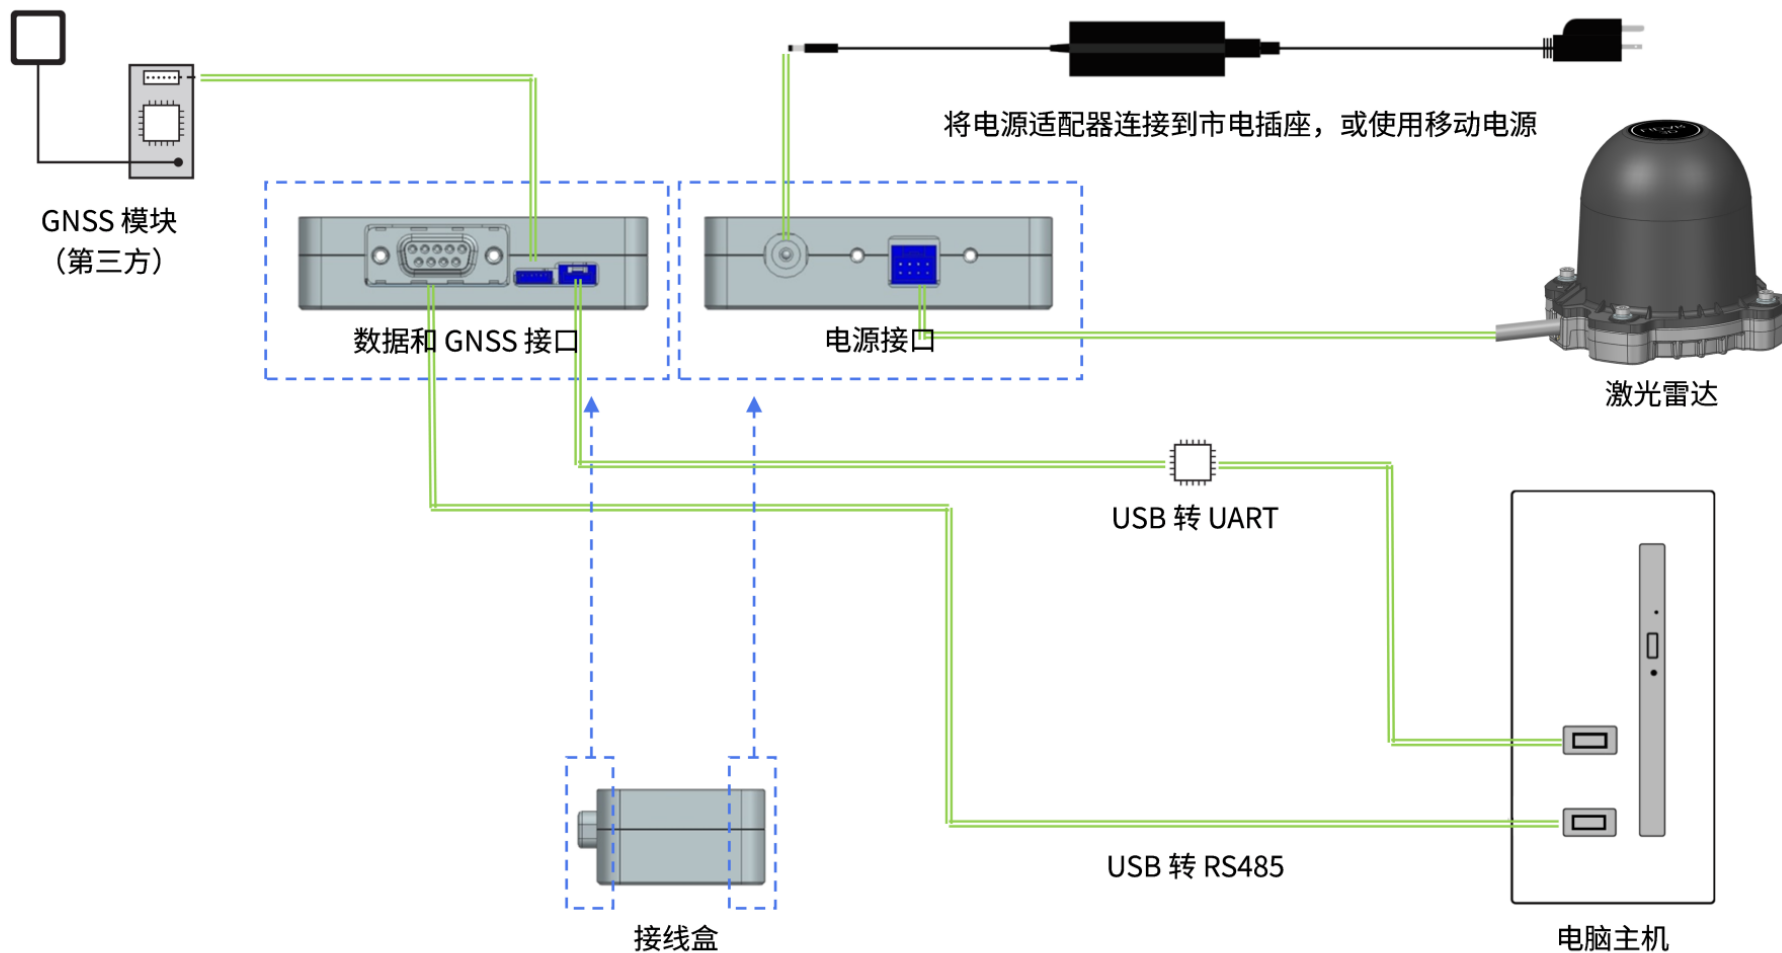 将电源适配器连接到市电插座，或使用移动电源
GNSS 模块
（第三方）
数据和 GNSS 接口
电源接口
激光雷达
USB 转 UART
USB 转 RS485
接线盒
电脑主机